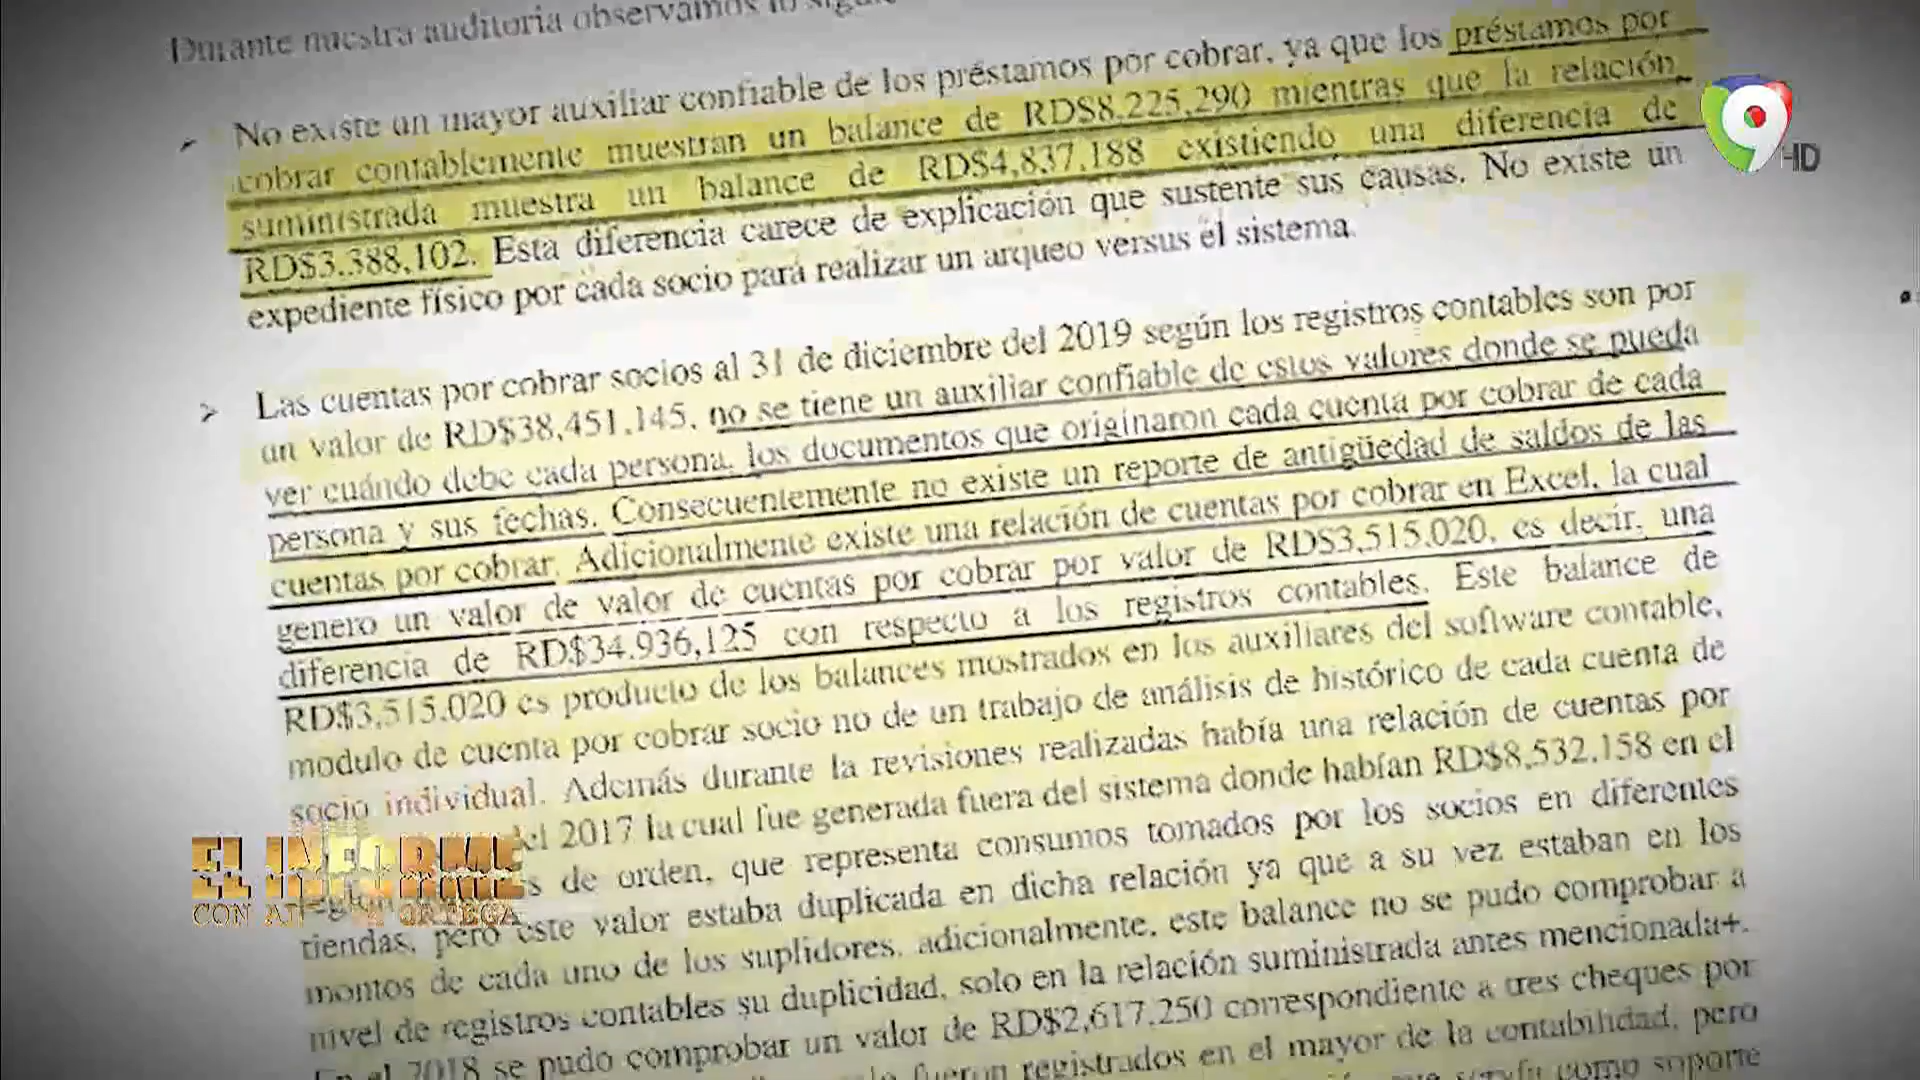 Durante nuestra auditoria observamos lo
No existe un mayor auxiliar confiable de los préstamos por cobrar, ya que los préstamos por
cobrar contablemente muestran un balance de RD$8,225,290 mientras que la relación
suministrada muestra un balance de RD$4,837,188 existiendo una diferencia de
RD$3,388,102. Esta diferencia carece de explicación que sustente sus causas. No existe un
expediente físico por cada socio para realizar un arqueo versus el sistema.
Las cuentas por cobrar socios al 31 de diciembre del 2019 según los registros contables son por
un valor de RD$38,451,145, no se tiene un auxiliar confiable de estos valores donde se pueda
ver cuándo debe cada persona, los documentos que originaron cada cuenta por cobrar de cada
persona y sus fechas. Consecuentemente no existe un reporte de antigüedad de saldos de las
cuentas por cobrar. Adicionalmente existe una relación de cuentas por cobrar en Excel, la cual
genero un valor de valor de cuentas por cobrar por valor de RD$3,515,020, es decir, una
diferencia de RD$34,936,125 con respecto a los registros contables. Este balance de
RD$3,515,020 es producto de los balances mostrados en los auxiliares del software contable,
modulo de cuenta por cobrar socio no de un trabajo de análisis de histórico de cada cuenta de
socio individual. Además durante la revisiones realizadas había una relación de cuentas por
del 2017 la cual fue generada fuera del sistema donde habían RD$8,532,158 en el
s de orden, que representa consumos tomados por los socios en diferentes
tiendas, pero este valor estaba duplicada en dicha relación ya que a su vez estaban en los
montos de cada uno de los suplidores, adicionalmente, este balance no se pudo comprobar a
nivel de registros contables su duplicidad, solo en la relación suministrada antes mencionada+.
En el 2018 se pudo comprobar un valor de RD$2,617,250 correspondiente a tres cheques por
fueron registrados en el mayor de la contabilidad, pero
como soporte
9 HD
EL INFORME
CON ORTEGA